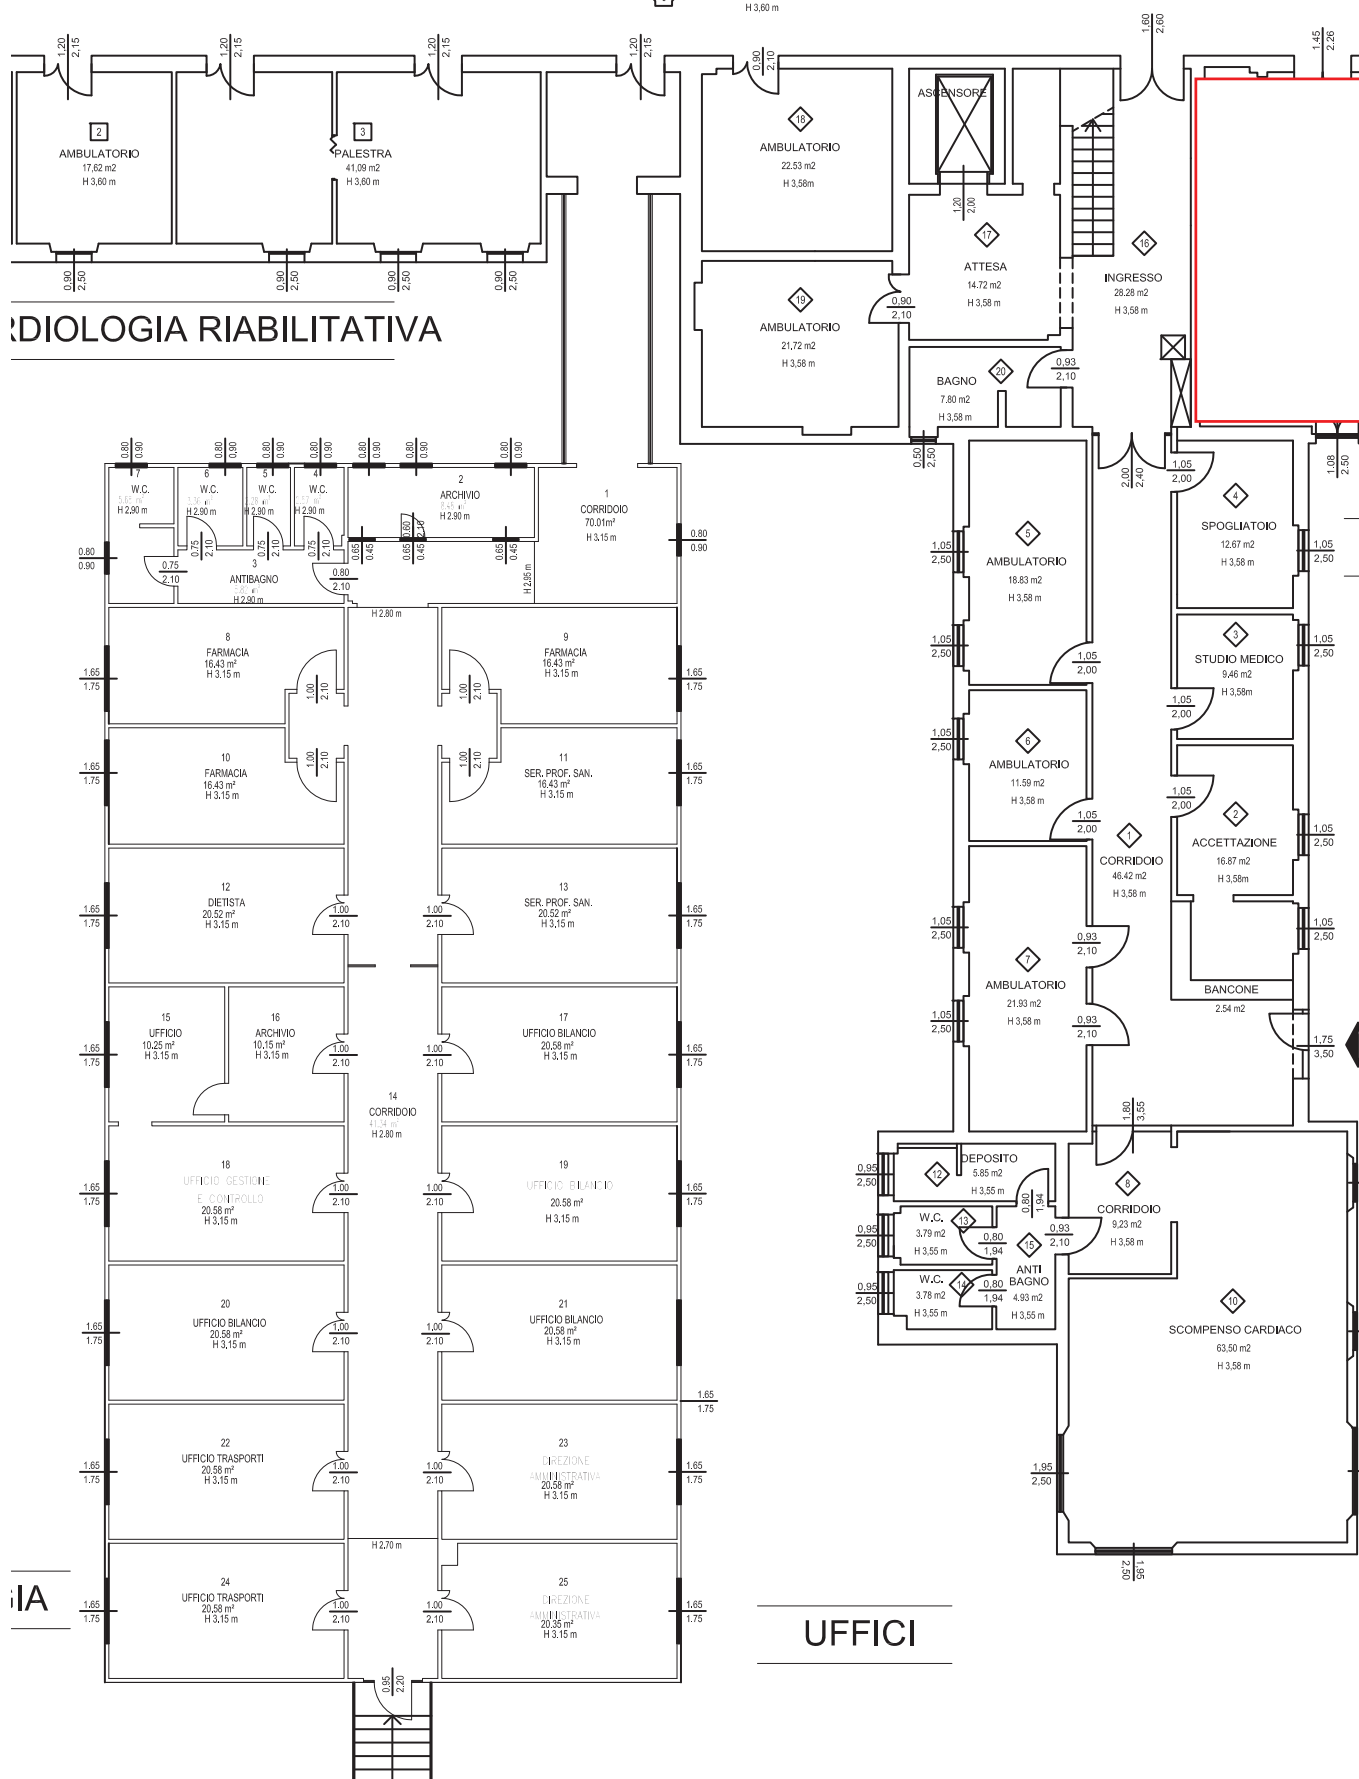 H 3,60 m
1,20
2,15
1,20
2,15
1,20
2,15
1,20
2,15
0,90
2,10
1,60
2,60
1,45
2.26
2
AMBULATORIO
17,62 m2
H 3,60 m
3
PALESTRA
41,09 m2
H 3,60 m
0,90
2,50
0,90
2,50
0,90
2,50
0,90
2,50
RDIOLOGIA RIABILITATIVA
18
AMBULATORIO
22.53 m2
H 3,58m
ASCENSORE
1,20
2,00
17
ATTESA
14.72 m2
H 3,58 m
16
INGRESSO
28.28 m2
H 3,58 m
19
AMBULATORIO
21,72 m2
H 3,58 m
0,90
2,10
20
BAGNO
7.80 m2
H 3,58 m
0,93
2,10
0,50
2,50
2,00
2,40
1.08
2.50
0.80
0.90
0.80
0.90
0.80
0.90
0.80
0.90
0.80
0.90
0.80
0.90
0.80
0.90
7
W.C.
H 2.90 m
6
W.C.
H 2.90 m
5
W.C.
H 2.90 m
4
W.C.
H 2.90 m
2
ARCHIVIO
H 2.90 m
1
CORRIDOIO
70.01m²
H 3.15 m
0.75
2.10
0.75
2.10
0.75
2.10
0.65
0.45
0.60
2.10
0.65
0.45
0.65
0.45
0.80
0.90
0.80
0.90
0.75
2.10
3
ANTIBAGNO
H 2.90 m
0.80
2.10
H 2.95 m
H 2.80 m
8
FARMACIA
16.43 m²
H 3.15 m
9
FARMACIA
16.43 m²
H 3.15 m
1.65
1.75
1.00
2.10
1.00
2.10
1.65
1.75
10
FARMACIA
16.43 m²
H 3.15 m
11
SER. PROF. SAN.
16.43 m²
H 3.15 m
1.65
1.75
1.00
2.10
1.00
2.10
1.65
1.75
12
DIETISTA
20.52 m²
H 3.15 m
13
SER. PROF. SAN.
20.52 m²
H 3.15 m
1.65
1.75
1.00
2.10
1.00
2.10
1.65
1.75
15
UFFICIO
10.25 m²
H 3.15 m
16
ARCHIVIO
10.15 m²
H 3.15 m
17
UFFICIO BILANCIO
20.58 m²
H 3.15 m
1.65
1.75
1.00
2.10
1.00
2.10
1.65
1.75
14
CORRIDOIO
H 2.80 m
18
UFFICIO GESTIONE
E CONTROLLO
20.58 m²
H 3.15 m
19
UFFICIO BILANCIO
20.58 m²
H 3.15 m
1.65
1.75
1.00
2.10
1.00
2.10
1.65
1.75
20
UFFICIO BILANCIO
20.58 m²
H 3.15 m
21
UFFICIO BILANCIO
20.58 m²
H 3.15 m
1.65
1.75
1.00
2.10
1.00
2.10
1.65
1.75
22
UFFICIO TRASPORTI
20.58 m²
H 3.15 m
23
DIREZIONE
AMMINISTRATIVA
20.58 m²
H 3.15 m
1.65
1.75
1.00
2.10
1.00
2.10
1.65
1.75
H 2.70 m
24
UFFICIO TRASPORTI
20.58 m²
H 3.15 m
25
DIREZIONE
AMMINISTRATIVA
20.35 m²
H 3.15 m
1.65
1.75
1.00
2.10
1.00
2.10
1.65
1.75
0.95
2.20
GIA
UFFICI
1,05
2,00
4
SPOGLIATOIO
12.67 m2
H 3,58 m
1,05
2,50
5
AMBULATORIO
18.83 m2
H 3,58 m
1,05
2,50
1,05
2,50
1,05
2,00
3
STUDIO MEDICO
9.46 m2
H 3,58m
1,05
2,50
1,05
2,00
6
AMBULATORIO
11.59 m2
H 3,58 m
1,05
2,50
1,05
2,00
1,05
2,00
2
ACCETTAZIONE
16.87 m2
H 3,58m
1,05
2,50
1
CORRIDOIO
46.42 m2
H 3,58 m
7
AMBULATORIO
21.93 m2
H 3,58 m
1,05
2,50
1,05
2,50
0,93
2,10
0,93
2,10
1,05
2,50
BANCONE
2.54 m2
1,75
3,50
1,80
3,55
12
DEPOSITO
5.85 m2
H 3,55 m
0,95
2,50
0,80
1,94
8
CORRIDOIO
9,23 m2
H 3,58 m
13
W.C.
3.79 m2
H 3,55 m
0,95
2,50
0,80
1,94
15
ANTI
BAGNO
4.93 m2
H 3,55 m
0,93
2,10
14
W.C.
3.78 m2
H 3,55 m
0,95
2,50
0,80
1,94
10
SCOMPENSO CARDIACO
63,50 m2
H 3,58 m
1,95
2,50
1,95
2,50